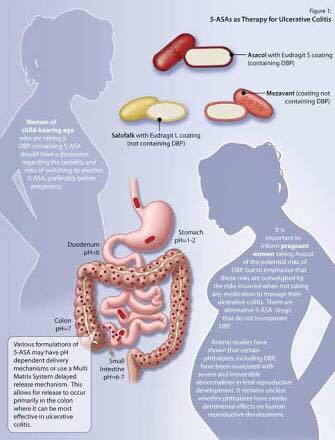 Figure 1:
5-ASAs as Therapy for Ulcerative Colitis
Asacol with Eudragit S coating
(containing DBP)
Mezavant (coating not
containing DBP)
Salofalk with Eudragit L coating
(not containing DBP)
Women of
child-bearing age
who are taking a
DBP-containing 5-ASA
should have a discussion
regarding the benefits and
risks of switching to another
5-ASA, preferably before
pregnancy.
Stomach
pH=1-2
Duodenum
pH=6
Colon
pH=7
Small
Intestine
pH=6-7
It is
important to
inform pregnant
women taking Asacol
of the potential risks of
DBP, but to emphasize that
these risks are outweighed by
the risks incurred when not taking
any medication to manage their
ulcerative colitis. There are
alternative 5-ASA drugs
that do not incorporate
DBP.
Animal studies have
shown that certain
phthalates, including DBP,
have been associated with
severe and irreversible
abnormalities in fetal reproductive
development. It remains unclear
whether phthalates have similar
detrimental effects on human
reproductive development.
Various formulations of
5-ASA may have pH
dependent delivery
mechanisms or use a Multi
Matrix System delayed
release mechanism. This
allows for release to occur
primarily in the colon
where it can be most
effective in ulcerative
colitis.